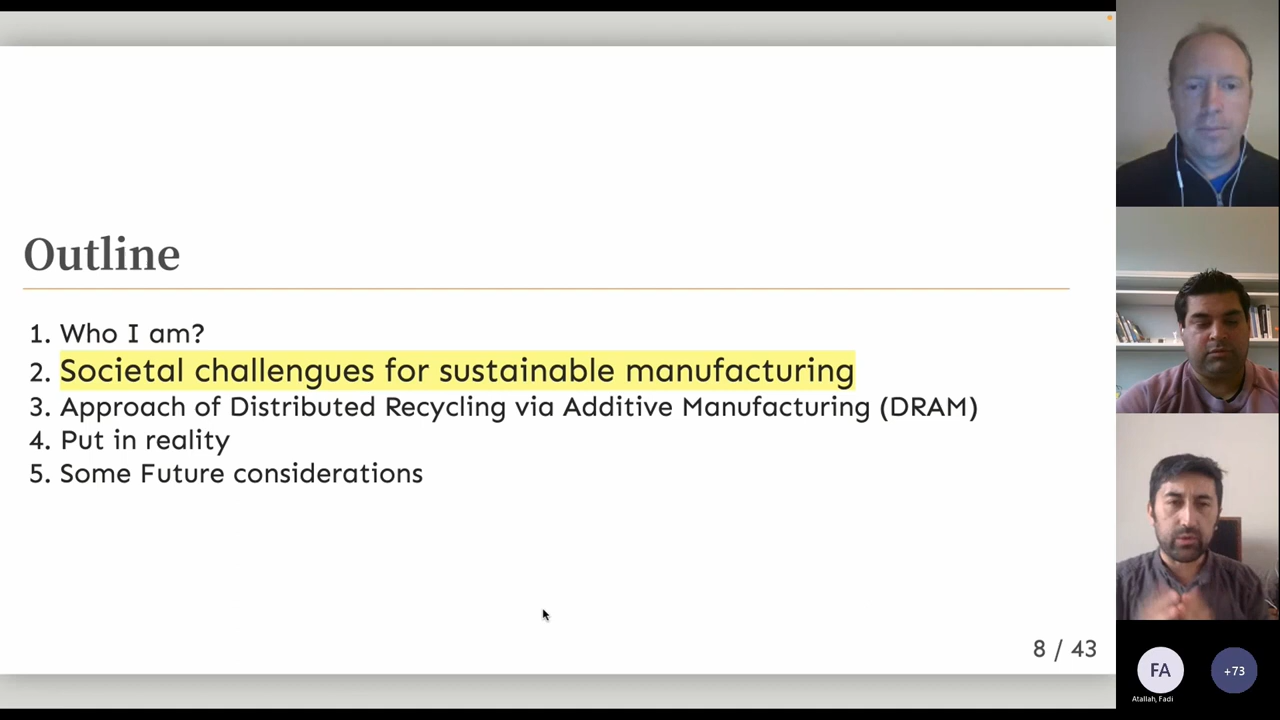 Outline
1. Who I am?
2. Societal challengues for sustainable manufacturing
3. Approach of Distributed Recycling via Additive Manufacturing (DRAM)
4. Put in reality
5. Some Future considerations
8 / 43
FA
+73
Atallah, Fadi